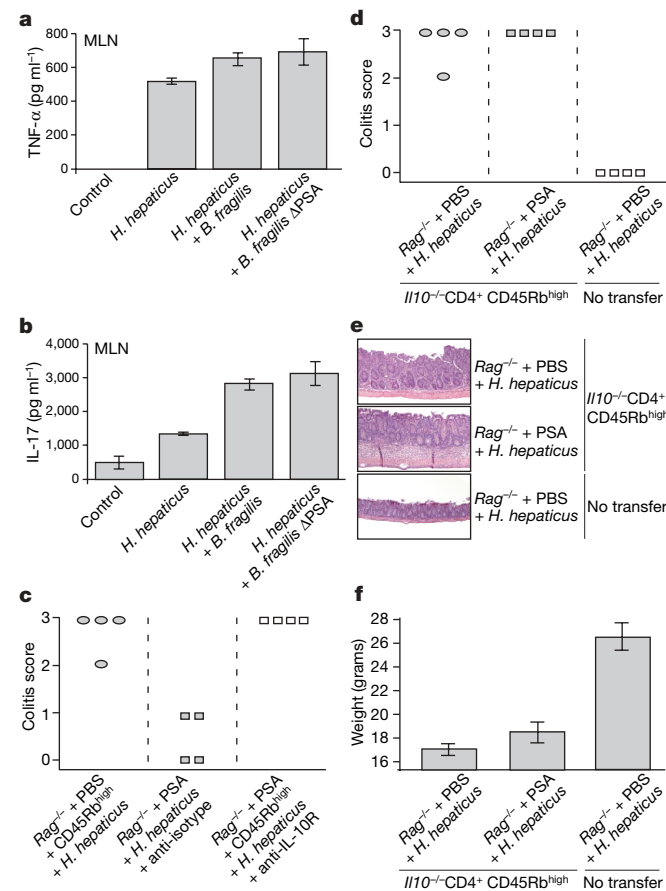 a
MLN
TNF-α (pg ml⁻¹)
800
600
400
200
0
Control
H. hepaticus
H. hepaticus
+ B. fragilis
H. hepaticus
+ B. fragilis ΔPSA
b
MLN
IL-17 (pg ml⁻¹)
4,000
3,000
2,000
1,000
0
Control
H. hepaticus
H. hepaticus
+ B. fragilis
H. hepaticus
+ B. fragilis ΔPSA
c
Colitis score
3
2
1
0
Rag⁻/⁻ + PBS
+ CD45Rbhigh
+ H. hepaticus
Rag⁻/⁻ + PSA
+ H. hepaticus
+ anti-isotype
Rag⁻/⁻ + PSA
+ CD45Rbhigh
+ H. hepaticus
+ anti-IL-10R
d
Colitis score
3
2
1
0
Rag⁻/⁻ + PBS
+ H. hepaticus
Rag⁻/⁻ + PSA
+ H. hepaticus
Rag⁻/⁻ + PBS
+ H. hepaticus
Il10⁻/⁻CD4⁺ CD45Rbhigh
No transfer
e
Rag⁻/⁻ + PBS
+ H. hepaticus
Rag⁻/⁻ + PSA
+ H. hepaticus
Il10⁻/⁻CD4⁺
CD45Rbhigh
Rag⁻/⁻ + PBS
+ H. hepaticus
No transfer
f
Weight (grams)
28
26
24
22
20
18
16
Rag⁻/⁻ + PBS
+ H. hepaticus
Rag⁻/⁻ + PSA
+ H. hepaticus
Rag⁻/⁻ + PBS
+ H. hepaticus
Il10⁻/⁻CD4⁺ CD45Rbhigh
No transfer